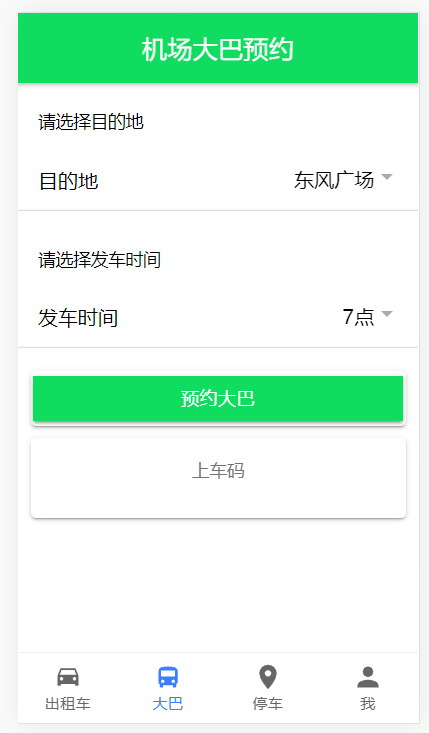 机场大巴预约
请选择目的地
目的地 东风广场
请选择发车时间
发车时间 7点
预约大巴
上车码
出租车 大巴 停车 我